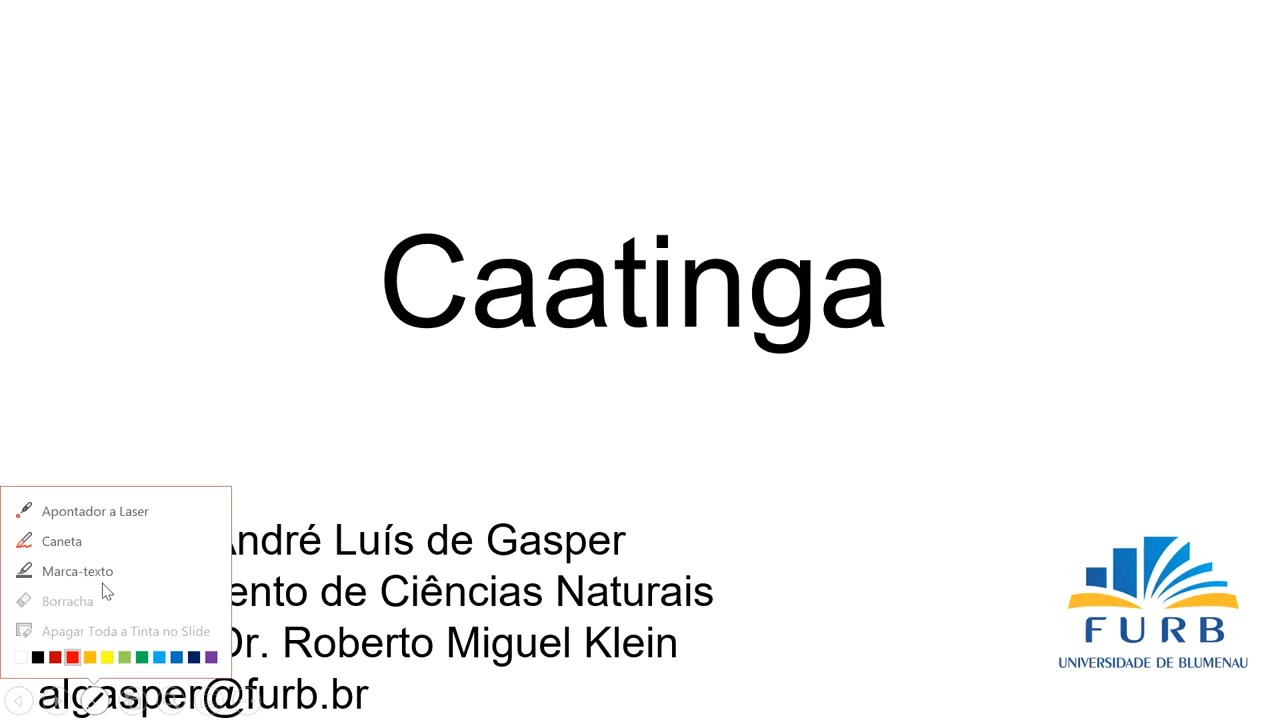 Caatinga
Apontador a Laser
Caneta
Marca-texto
Borracha
Apagar Toda a Tinta no Slide
André Luís de Gasper
de Ciências Naturais
Dr. Roberto Miguel Klein
algasper@furb.br
FURB
UNIVERSIDADE DE BLUMENAU